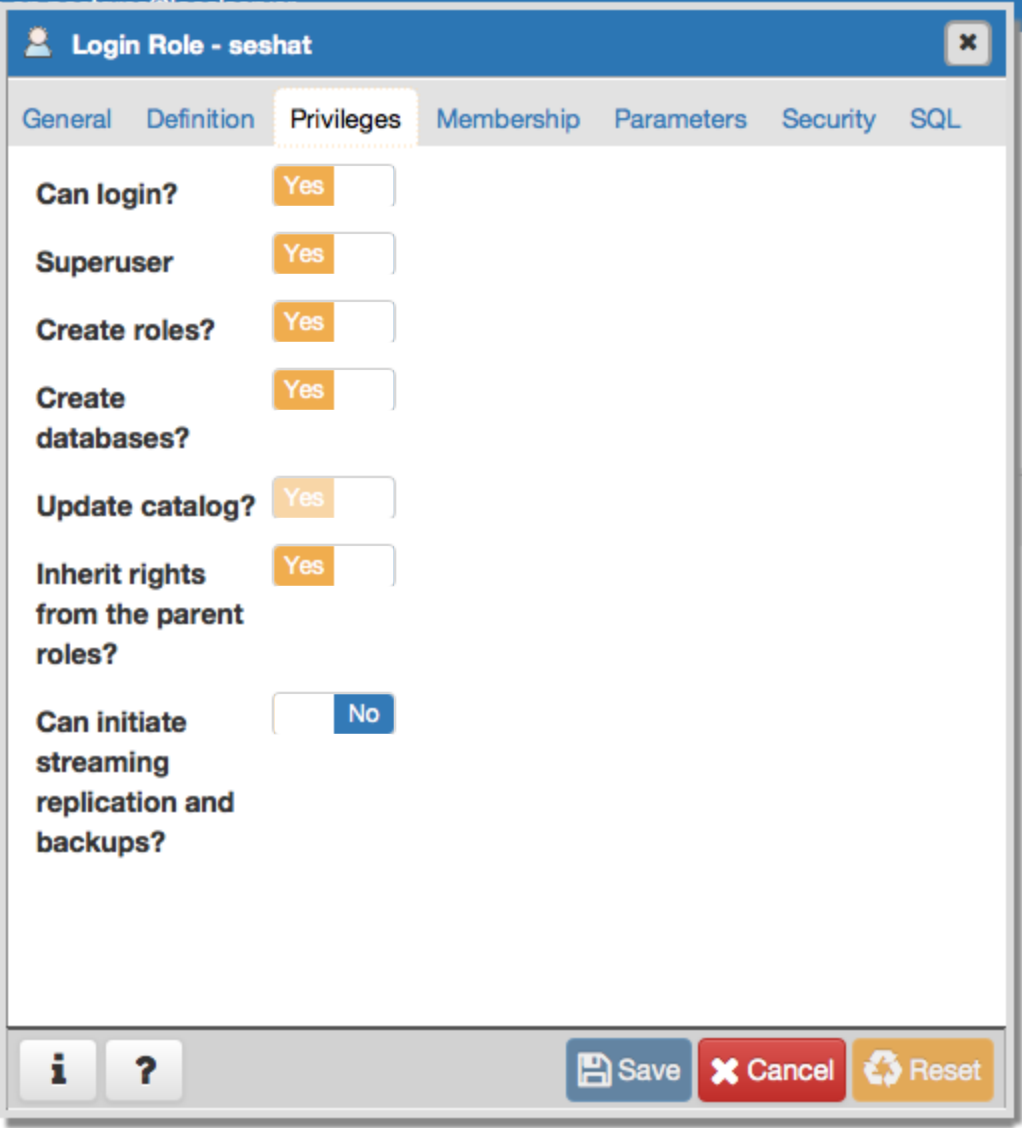 Login Role - seshat
General Definition Privileges Membership Parameters Security SQL
Can login? Yes
Superuser Yes
Create roles? Yes
Create Yes
databases?
Update catalog? Yes
Inherit rights Yes
from the parent
roles?
Can initiate No
streaming
replication and
backups?
i ? Save Cancel Reset